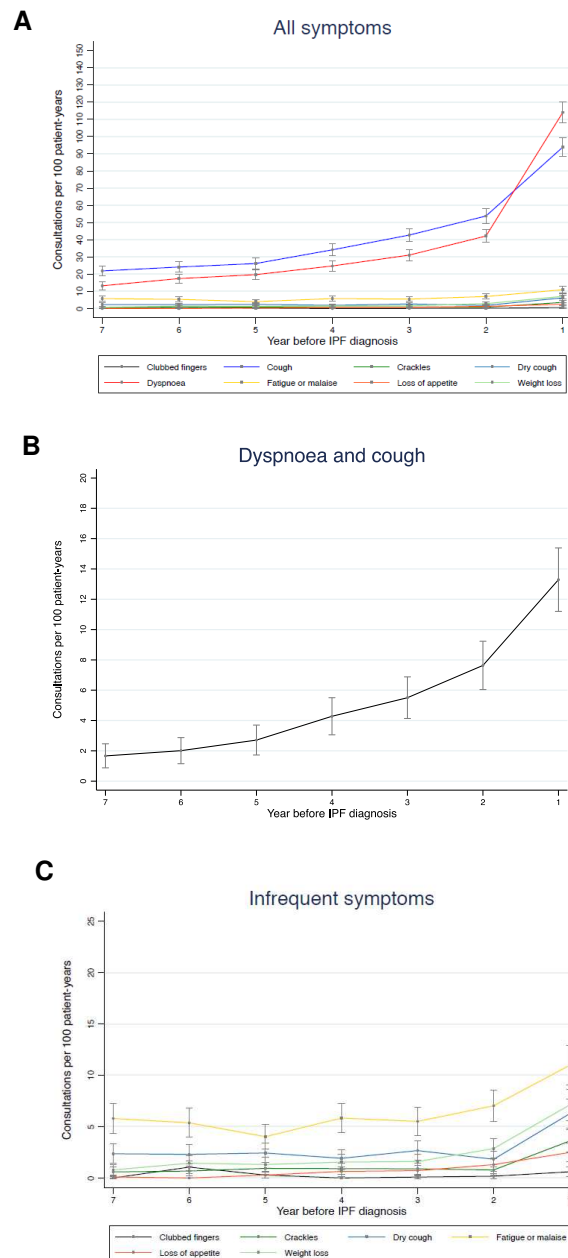 A
All symptoms
Consultations per 100 patient-years
150
140
130
120
110
100
90
80
70
60
50
40
30
20
10
0
7 6 5 4 3 2 1
Year before IPF diagnosis
Clubbed fingers Cough Crackles Dry cough
Dyspnoea Fatigue or malaise Loss of appetite Weight loss
B
Dyspnoea and cough
Consultations per 100 patient-years
20
18
16
14
12
10
8
6
4
2
0
7 6 5 4 3 2 1
Year before IPF diagnosis
C
Infrequent symptoms
Consultations per 100 patient-years
25
20
15
10
5
0
7 6 5 4 3 2
Year before IPF diagnosis
Clubbed fingers Crackles Dry cough Fatigue or malaise
Loss of appetite Weight loss